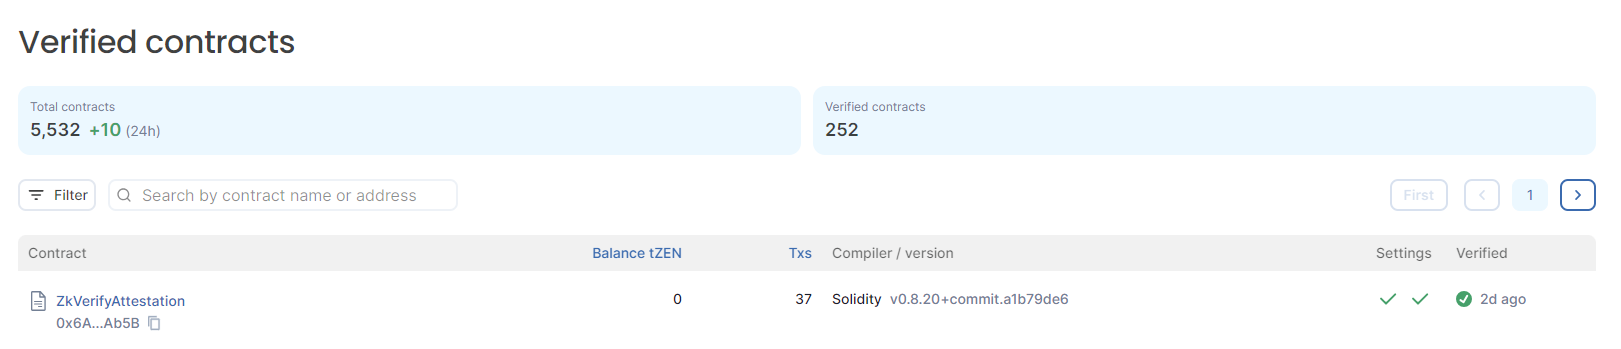 Verified contracts
Total contracts
5,532 +10 (24h)
Verified contracts
252
Filter
Search by contract name or address
First
1
Contract Balance tZEN Txs Compiler / version Settings Verified
ZkVerifyAttestation 0 37 Solidity v0.8.20+commit.a1b79de6 2d ago
0x6A...Ab5B